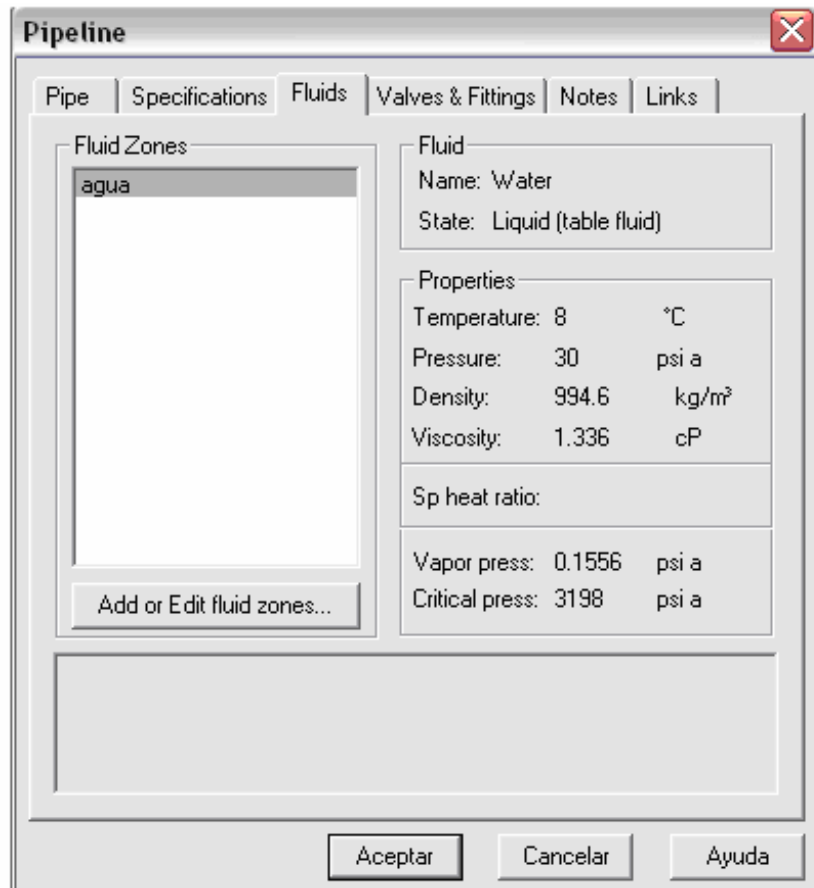 Pipeline
Pipe Specifications Fluids Valves & Fittings Notes Links
Fluid Zones
agua
Add or Edit fluid zones...
Fluid
Name: Water
State: Liquid (table fluid)
Properties
Temperature: 8 °C
Pressure: 30 psi a
Density: 994.6 kg/m³
Viscosity: 1.336 cP
Sp heat ratio:
Vapor press: 0.1556 psi a
Critical press: 3198 psi a
Aceptar Cancelar Ayuda